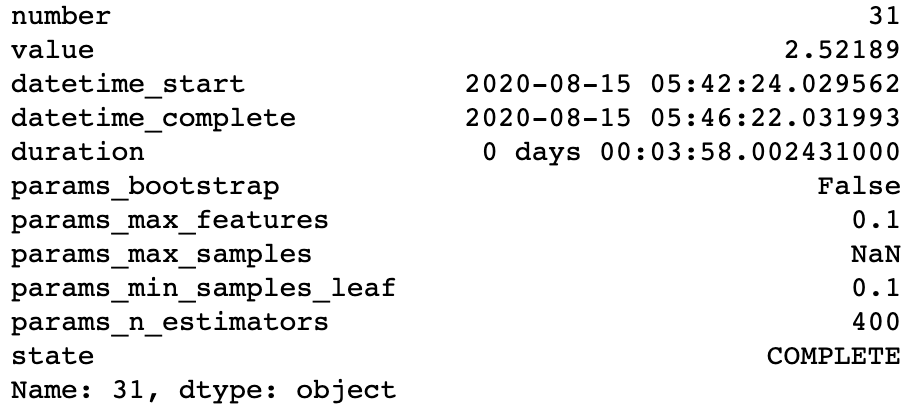 number 31
value 2.52189
datetime_start 2020-08-15 05:42:24.029562
datetime_complete 2020-08-15 05:46:22.031993
duration 0 days 00:03:58.002431000
params_bootstrap False
params_max_features 0.1
params_max_samples NaN
params_min_samples_leaf 0.1
params_n_estimators 400
state COMPLETE
Name: 31, dtype: object